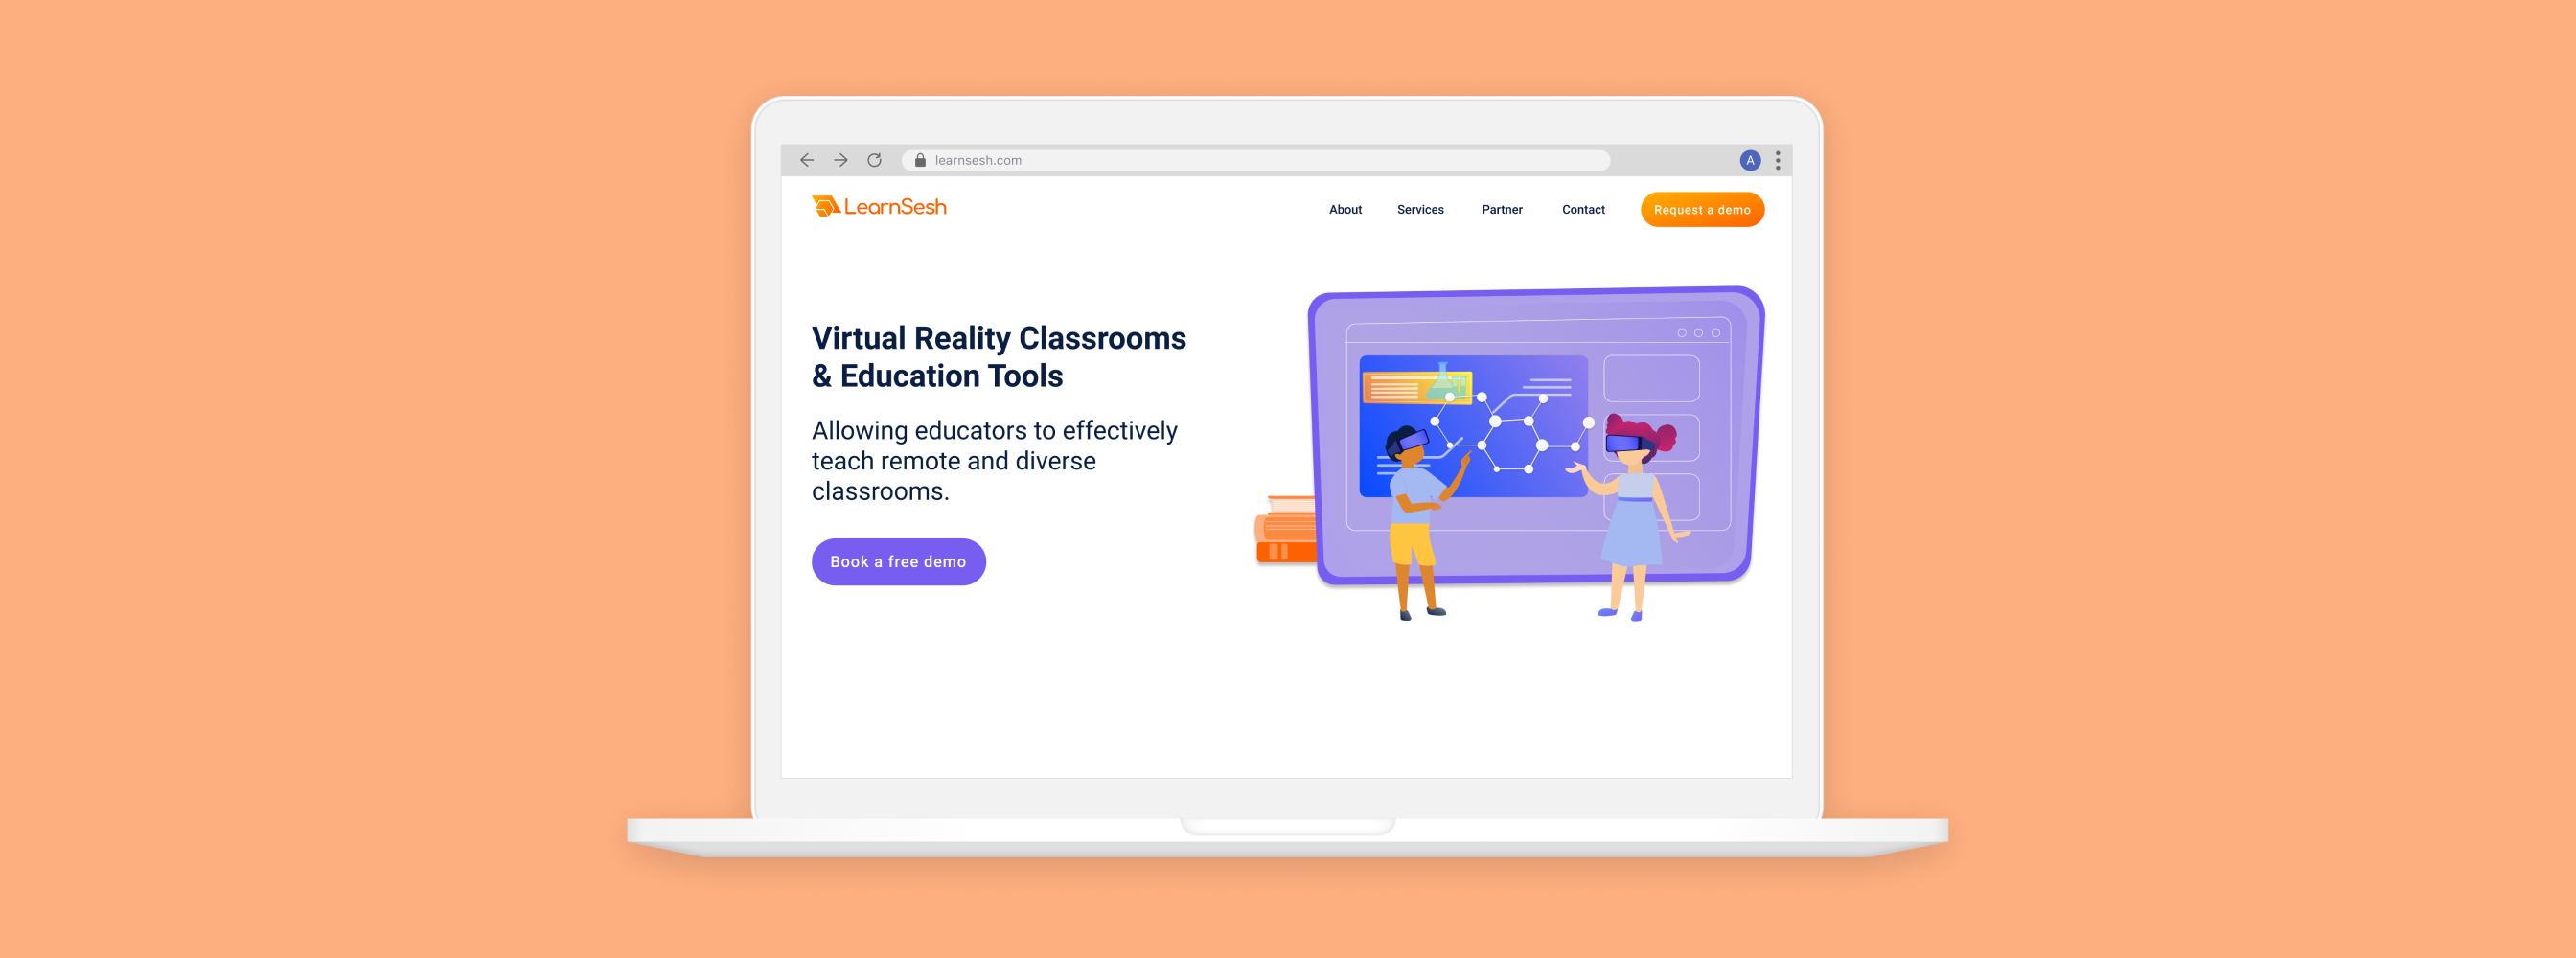 learnsesh.com
A
LearnSesh
About
Services
Partner
Contact
Request a demo
Virtual Reality Classrooms
& Education Tools
Allowing educators to effectively
teach remote and diverse
classrooms.
Book a free demo